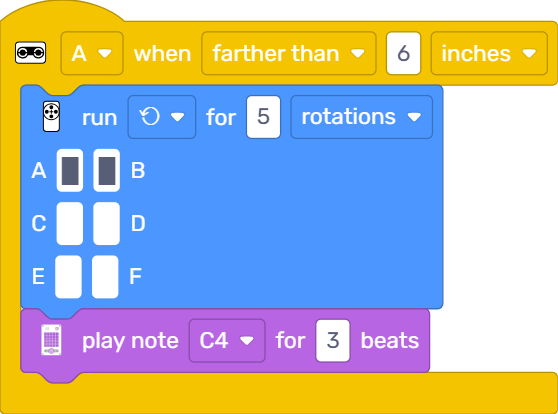 A when farther than 6 inches
run for 5 rotations
A B
C D
E F
play note C4 for 3 beats